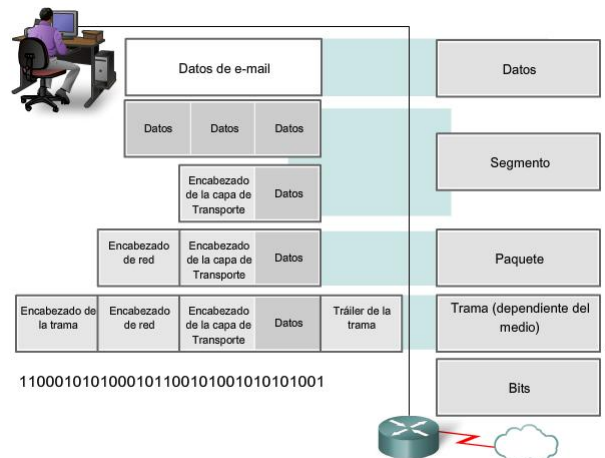 Datos de e-mail
Datos
Datos
Datos
Datos
Segmento
Encabezado
de la capa de
Transporte
Datos
Encabezado
de red
Encabezado
de la capa de
Transporte
Datos
Paquete
Encabezado de
la trama
Encabezado
de red
Encabezado
de la capa de
Transporte
Datos
Tráiler de la
trama
Trama (dependiente del
medio)
1100010101000101100101001010101001
Bits